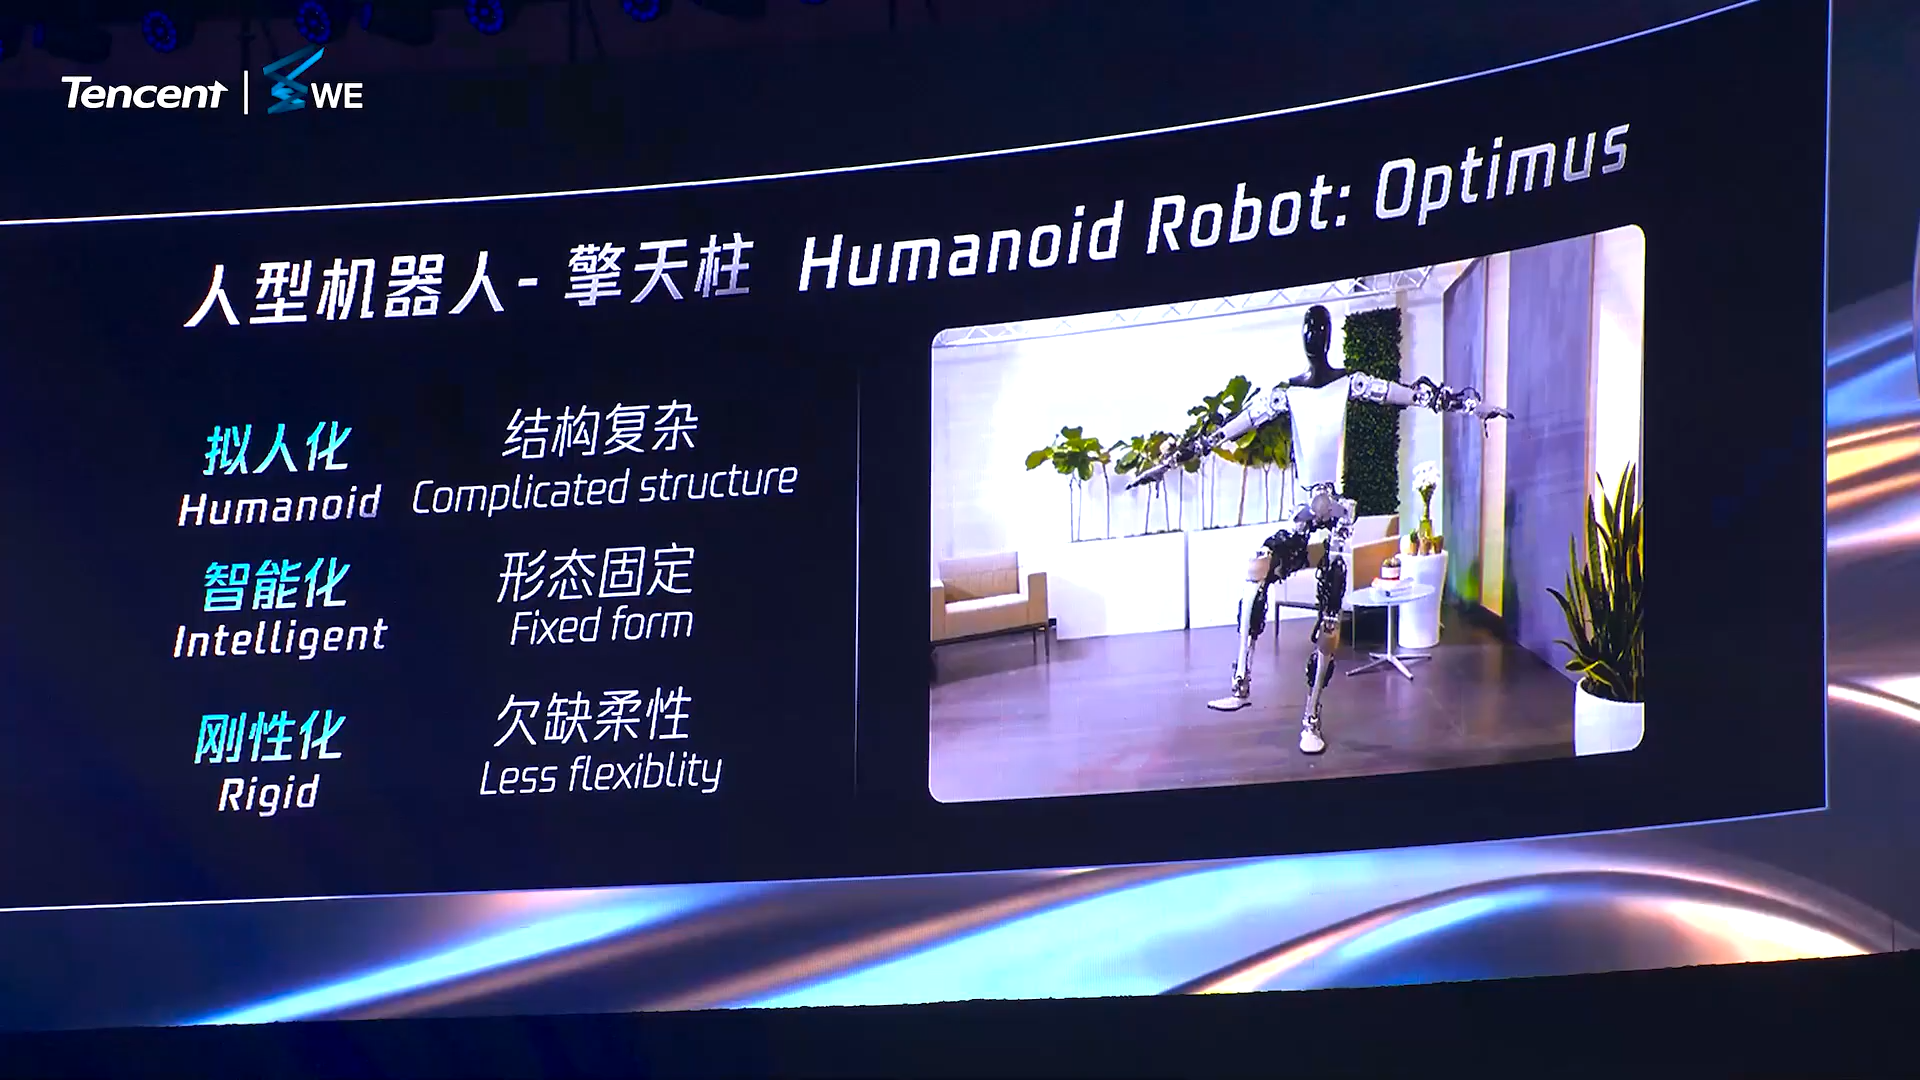 Tencent | WE
人型机器人- 擎天柱 Humanoid Robot: Optimus
拟人化 结构复杂
Humanoid Complicated structure
智能化 形态固定
Intelligent Fixed form
刚性化 欠缺柔性
Rigid Less flexiblity